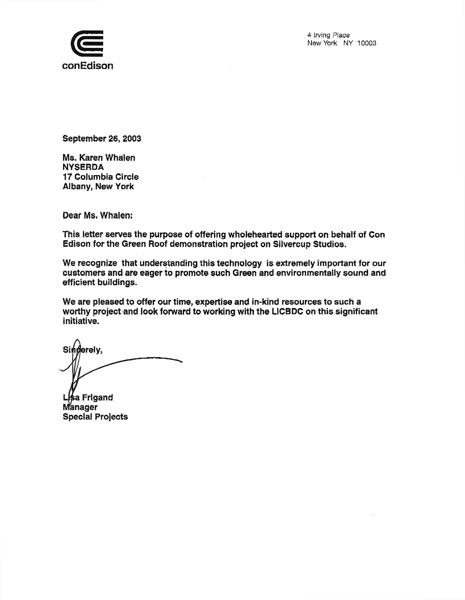 4 Irving Place
New York NY 10003
conEdison
September 26, 2003
Ms. Karen Whalen
NYSERDA
17 Columbia Circle
Albany, New York
Dear Ms. Whalen:
This letter serves the purpose of offering wholehearted support on behalf of Con
Edison for the Green Roof demonstration project on Silvercup Studios.
We recognize that understanding this technology is extremely important for our
customers and are eager to promote such Green and environmentally sound and
efficient buildings.
We are pleased to offer our time, expertise and in-kind resources to such a
worthy project and look forward to working with the LICBDC on this significant
initiative.
Sincerely,
Lisa Frigand
Manager
Special Projects